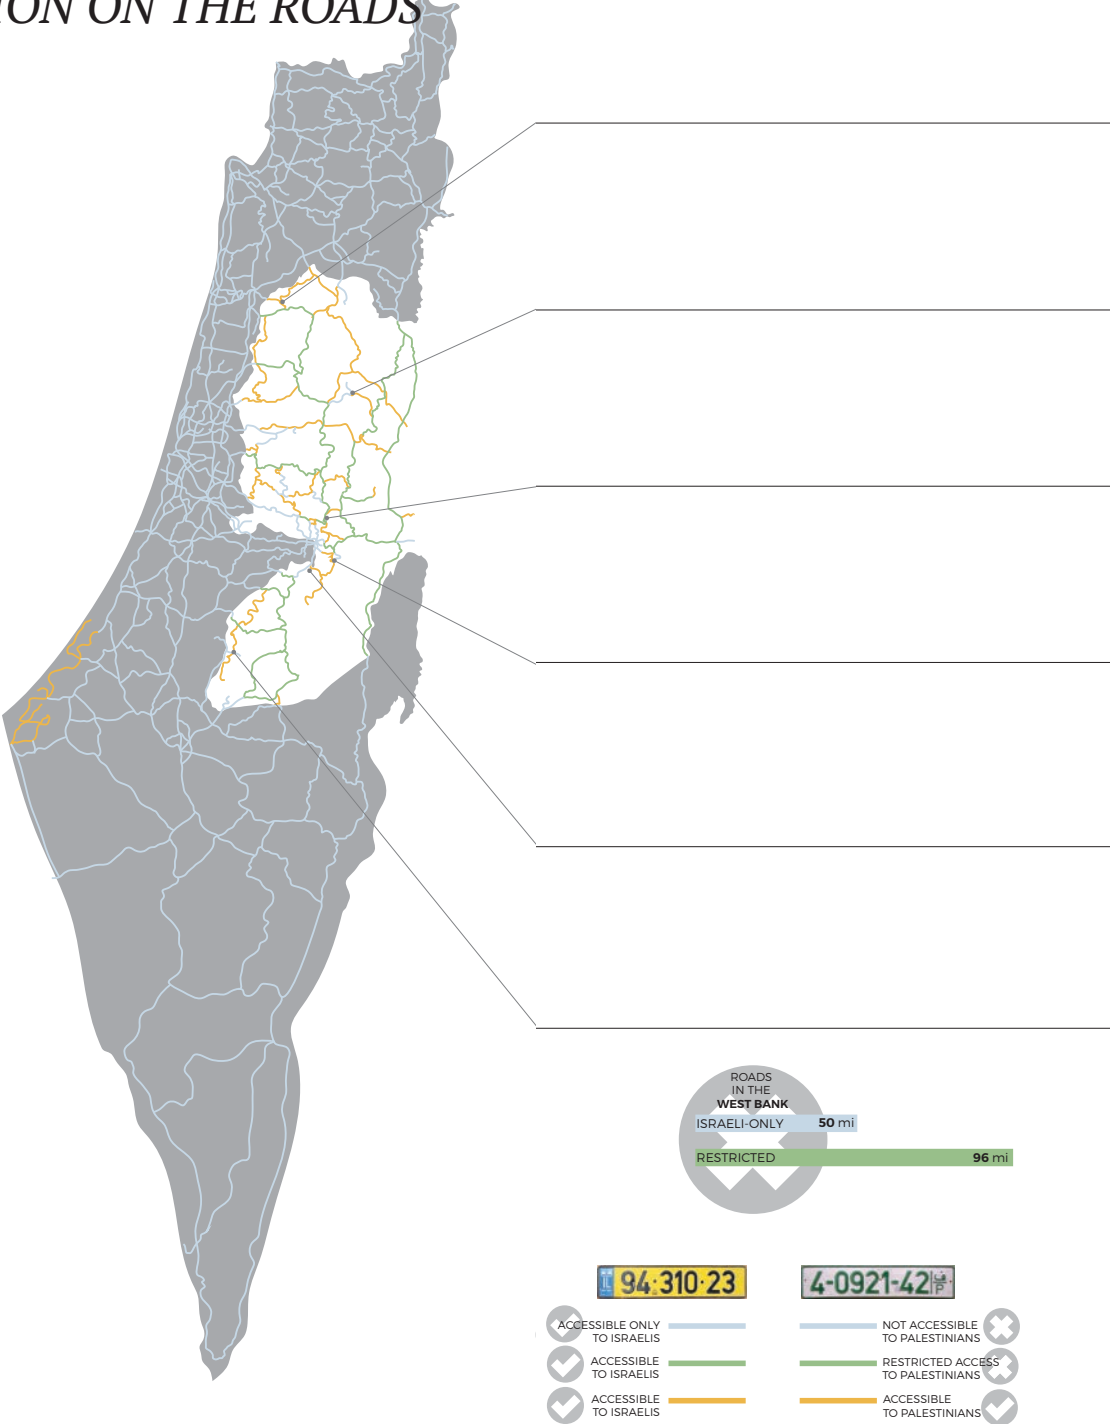 ION ON THE ROADS
ROADS
IN THE
WEST BANK
ISRAELI-ONLY 50 mi
RESTRICTED 96 mi
94·310·23
4-0921-42
P
ACCESSIBLE ONLY
TO ISRAELIS
NOT ACCESSIBLE
TO PALESTINIANS
ACCESSIBLE
TO ISRAELIS
RESTRICTED ACCESS
TO PALESTINIANS
ACCESSIBLE
TO ISRAELIS
ACCESSIBLE
TO PALESTINIANS